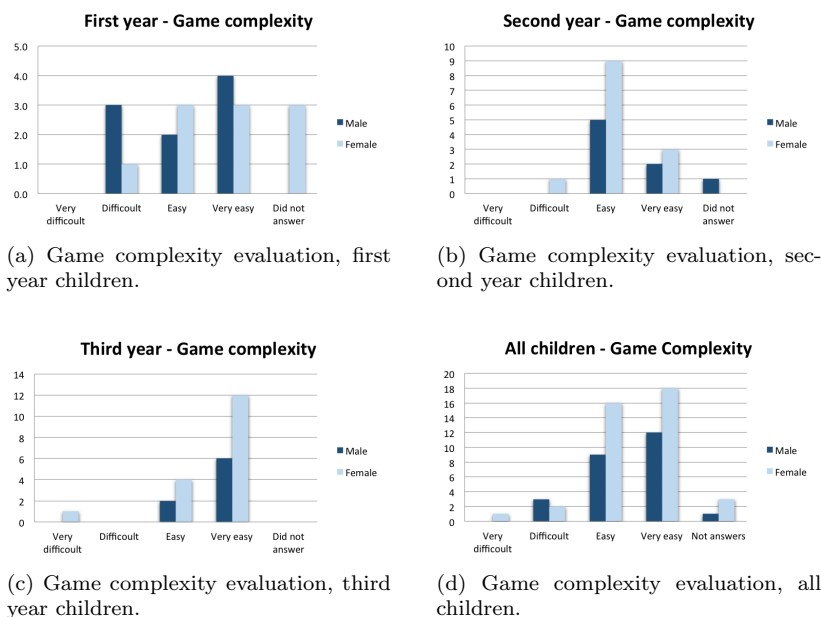 First year - Game complexity
5.0
4.0
3.0
2.0
1.0
0.0
Very difficult
Difficoult
Easy
Very easy
Did not answer
Male
Female
(a) Game complexity evaluation, first
year children.
Second year - Game complexity
10
9
8
7
6
5
4
3
2
1
0
Very difficult
Difficoult
Easy
Very easy
Did not answer
Male
Female
(b) Game complexity evaluation, sec-
ond year children.
Third year - Game complexity
14
12
10
8
6
4
2
0
Very difficult
Difficoult
Easy
Very easy
Did not answer
Male
Female
(c) Game complexity evaluation, third
year children.
All children - Game Complexity
20
18
16
14
12
10
8
6
4
2
0
Very difficult
Difficoult
Easy
Very easy
Not answers
Male
Female
(d) Game complexity evaluation, all
children.